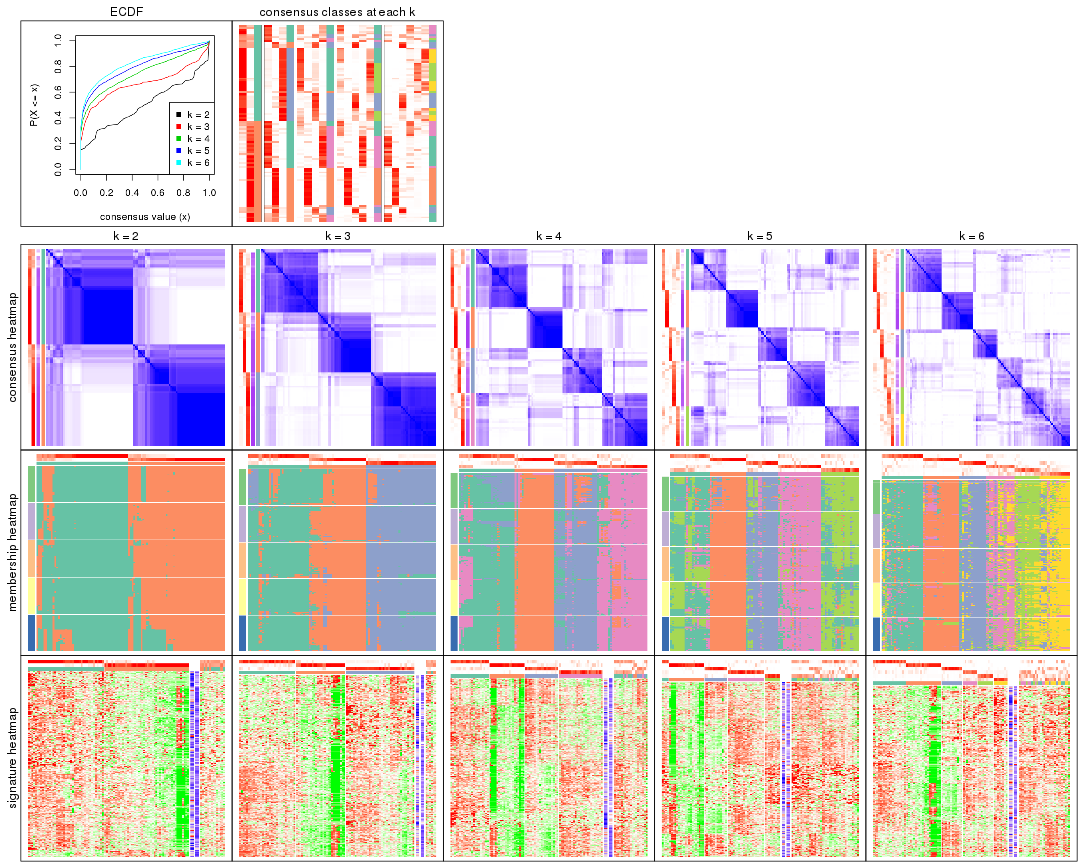 ECDF
consensus classes at each k
P(X <= x)
0.0 0.2 0.4 0.6 0.8 1.0
k = 2
k = 3
k = 4
k = 5
k = 6
0.0 0.2 0.4 0.6 0.8 1.0
consensus value (x)
k = 2 k = 3 k = 4 k = 5 k = 6
consensus heatmap
membership heatmap
signature heatmap